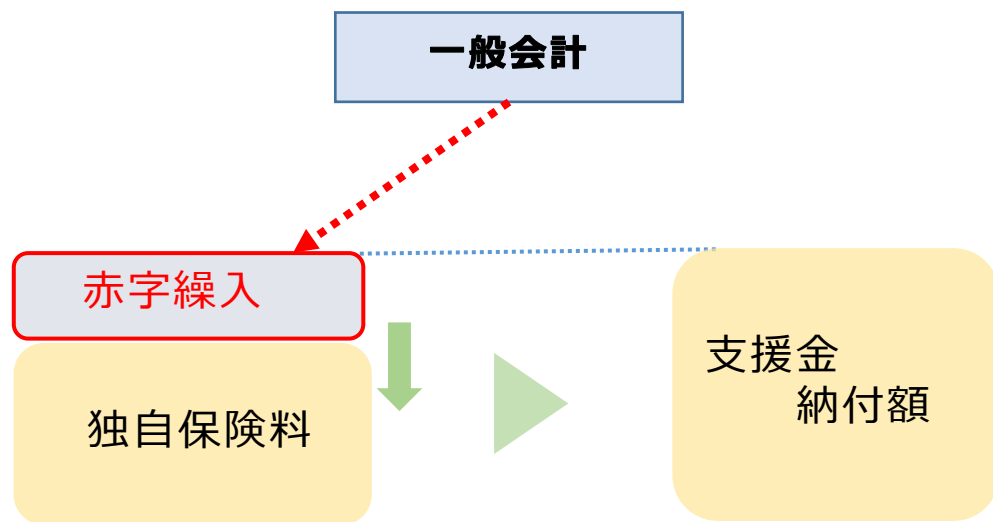 一般会計
赤字繰入
独自保険料
支援金
納付額